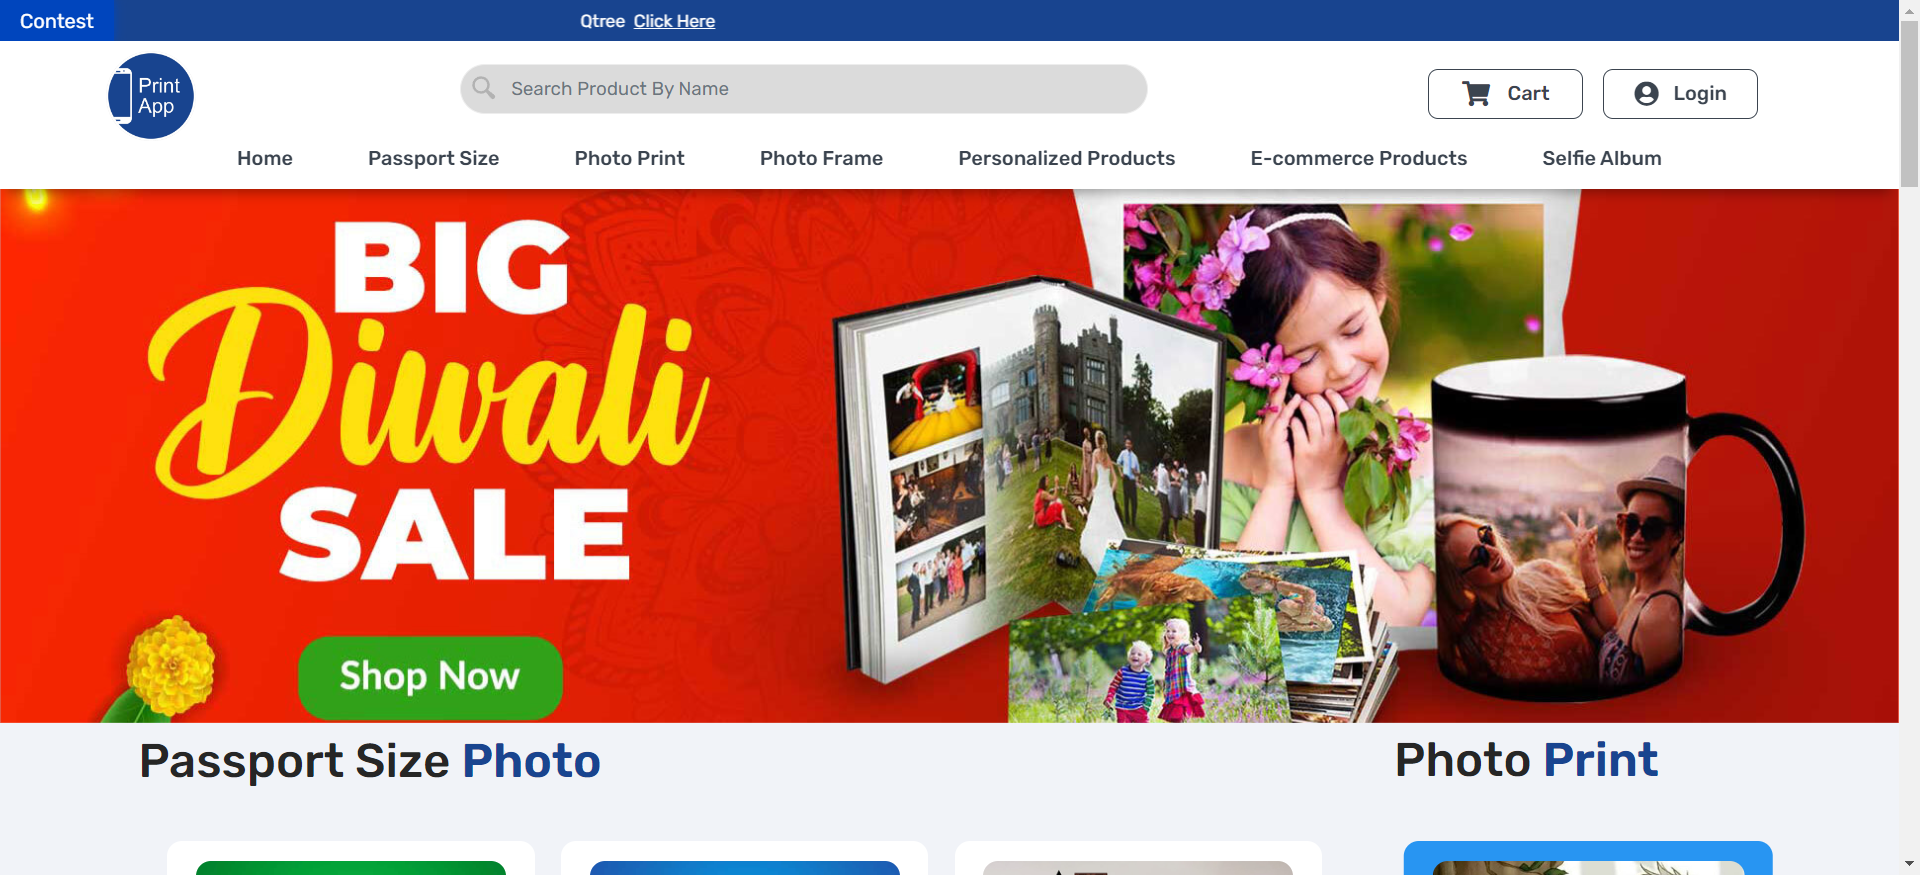 Contest
Qtree Click Here
Print
App
Search Product By Name
Cart
Login
Home Passport Size Photo Print Photo Frame Personalized Products E-commerce Products Selfie Album
BIG
Diwali
SALE
Shop Now
Passport Size Photo
Photo Print